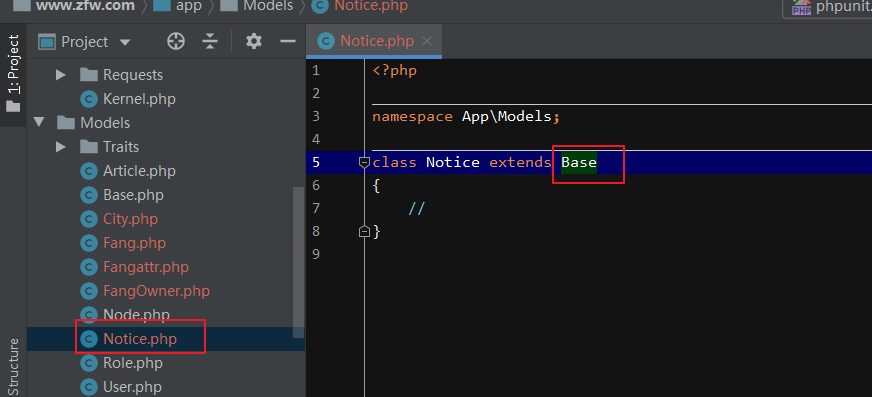 www.zfw.com app Models Notice.php phpunit.
1: Project
Structure
Project
Requests
Kernel.php
Models
Traits
Article.php
Base.php
City.php
Fang.php
Fangattr.php
FangOwner.php
Node.php
Notice.php
Role.php
User.php
Notice.php
1 <?php
2
3 namespace App\Models;
4
5 class Notice extends Base
6 {
7 //
8 }
9